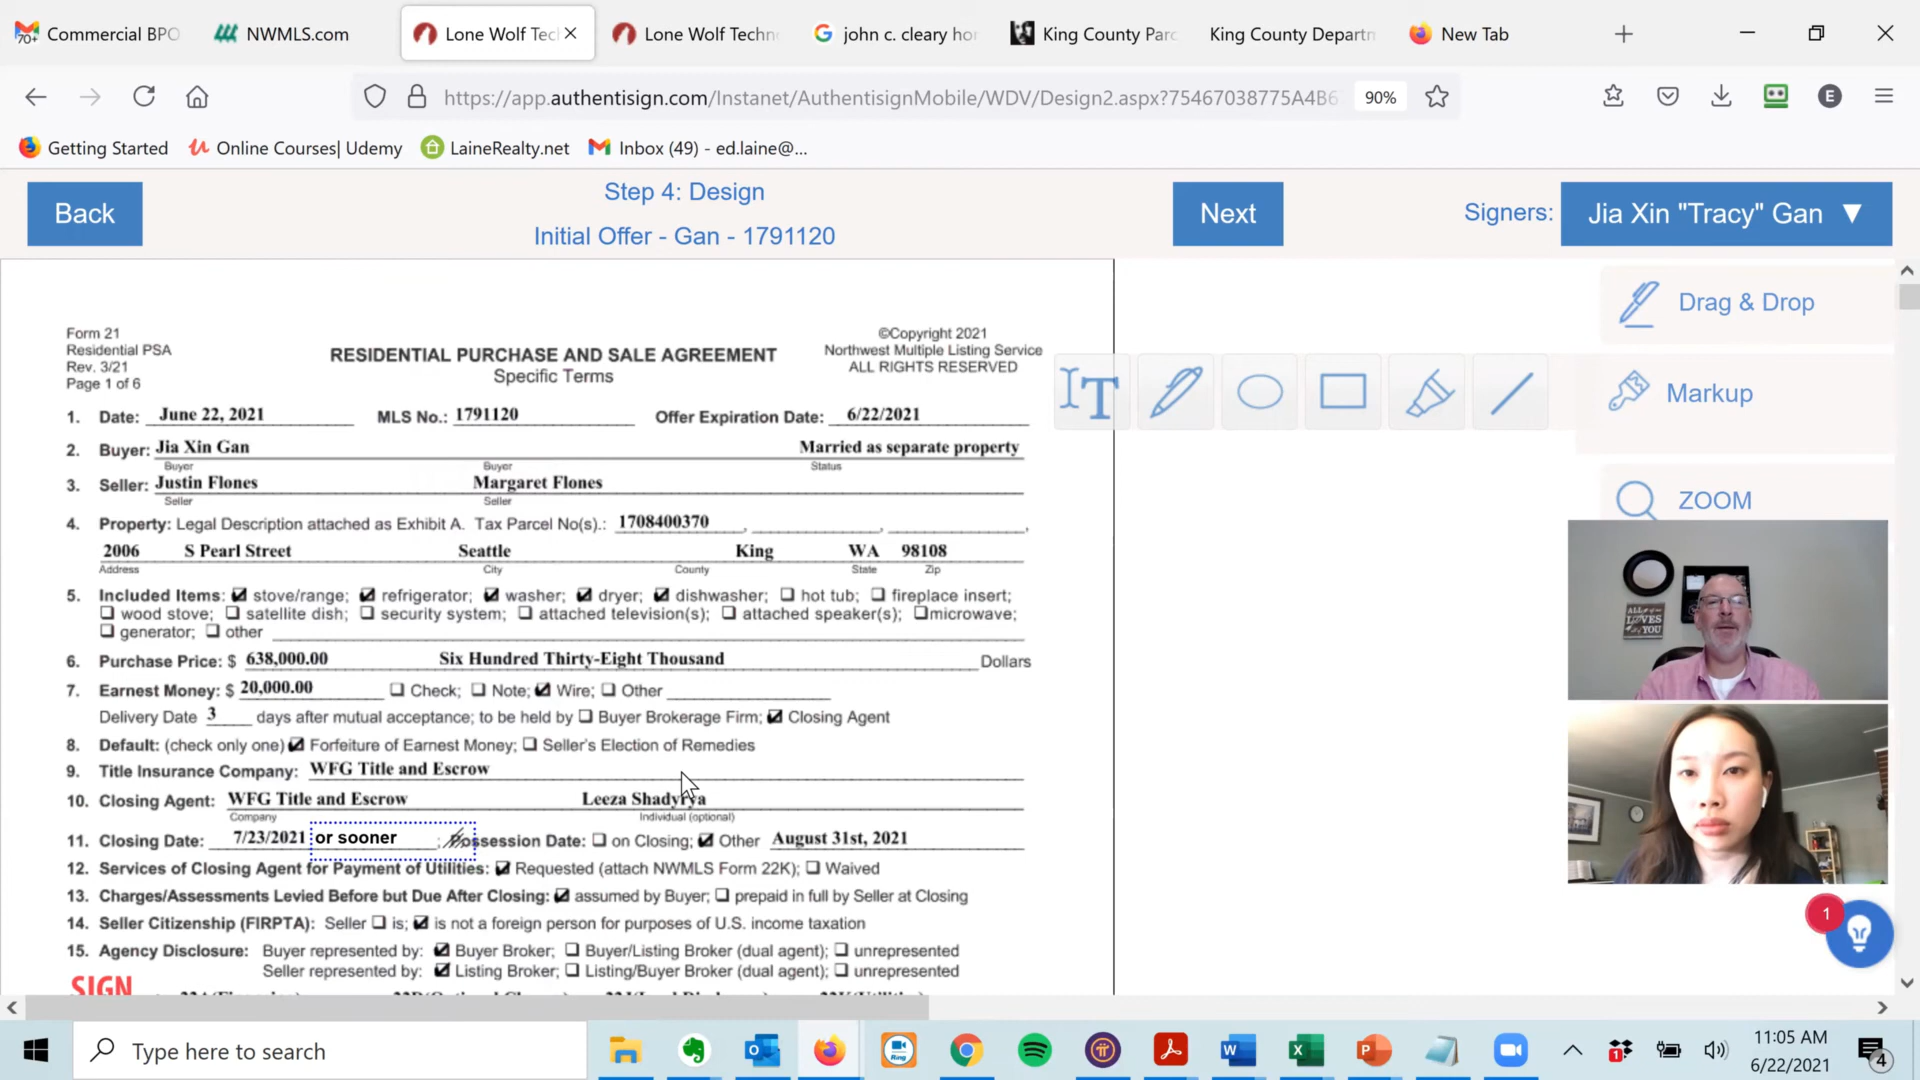 Commercial BPO
NWMLS.com
Lone Wolf Tec
Lone Wolf Techn
john c. cleary hor
King County Parc
King County Departm
New Tab
https://app.authentisign.com/Instanet/AuthentisignMobile/WDV/Design2.aspx?75467038775A4B6
90%
E
Getting Started
Online Courses| Udemy
LaineRealty.net
Inbox (49) - ed.laine@...
Back
Step 4: Design
Initial Offer - Gan - 1791120
Next
Signers:
Jia Xin "Tracy" Gan ▼
Drag & Drop
Markup
ZOOM
Form 21
Residential PSA
Rev. 3/21
Page 1 of 6
RESIDENTIAL PURCHASE AND SALE AGREEMENT
Specific Terms
©Copyright 2021
Northwest Multiple Listing Service
ALL RIGHTS RESERVED
1. Date: June 22, 2021 MLS No.: 1791120 Offer Expiration Date: 6/22/2021
2. Buyer: Jia Xin Gan Married as separate property
Buyer Buyer Status
3. Seller: Justin Flones Margaret Flones
Seller Seller
4. Property: Legal Description attached as Exhibit A. Tax Parcel No(s).: 1708400370, , ,
2006 S Pearl Street Seattle King WA 98108
Address City County State Zip
5. Included Items: ☑ stove/range; ☑ refrigerator; ☑ washer; ☑ dryer; ☑ dishwasher; ☐ hot tub; ☐ fireplace insert;
☐ wood stove; ☐ satellite dish; ☐ security system; ☐ attached television(s); ☐ attached speaker(s); ☐ microwave;
☐ generator; ☐ other
6. Purchase Price: $ 638,000.00 Six Hundred Thirty-Eight Thousand Dollars
7. Earnest Money: $ 20,000.00 ☐ Check; ☐ Note; ☑ Wire; ☐ Other
Delivery Date 3 days after mutual acceptance; to be held by ☐ Buyer Brokerage Firm; ☑ Closing Agent
8. Default: (check only one) ☑ Forfeiture of Earnest Money; ☐ Seller's Election of Remedies
9. Title Insurance Company: WFG Title and Escrow
10. Closing Agent: WFG Title and Escrow Leeza Shadyrya
Company Individual (optional)
11. Closing Date: 7/23/2021 or sooner ; Possession Date: ☐ on Closing; ☑ Other August 31st, 2021
12. Services of Closing Agent for Payment of Utilities: ☑ Requested (attach NWMLS Form 22K) ☐ Waived
13. Charges/Assessments Levied Before but Due After Closing: ☑ assumed by Buyer; ☐ prepaid in full by Seller at Closing
14. Seller Citizenship (FIRPTA): Seller ☐ is; ☑ is not a foreign person for purposes of U.S. income taxation
15. Agency Disclosure: Buyer represented by: ☑ Buyer Broker; ☐ Buyer/Listing Broker (dual agent); ☐ unrepresented
Seller represented by: ☑ Listing Broker; ☐ Listing/Buyer Broker (dual agent); ☐ unrepresented
SIGN
ALL
LOVES
YOU
1
Type here to search
11:05 AM
6/22/2021
4